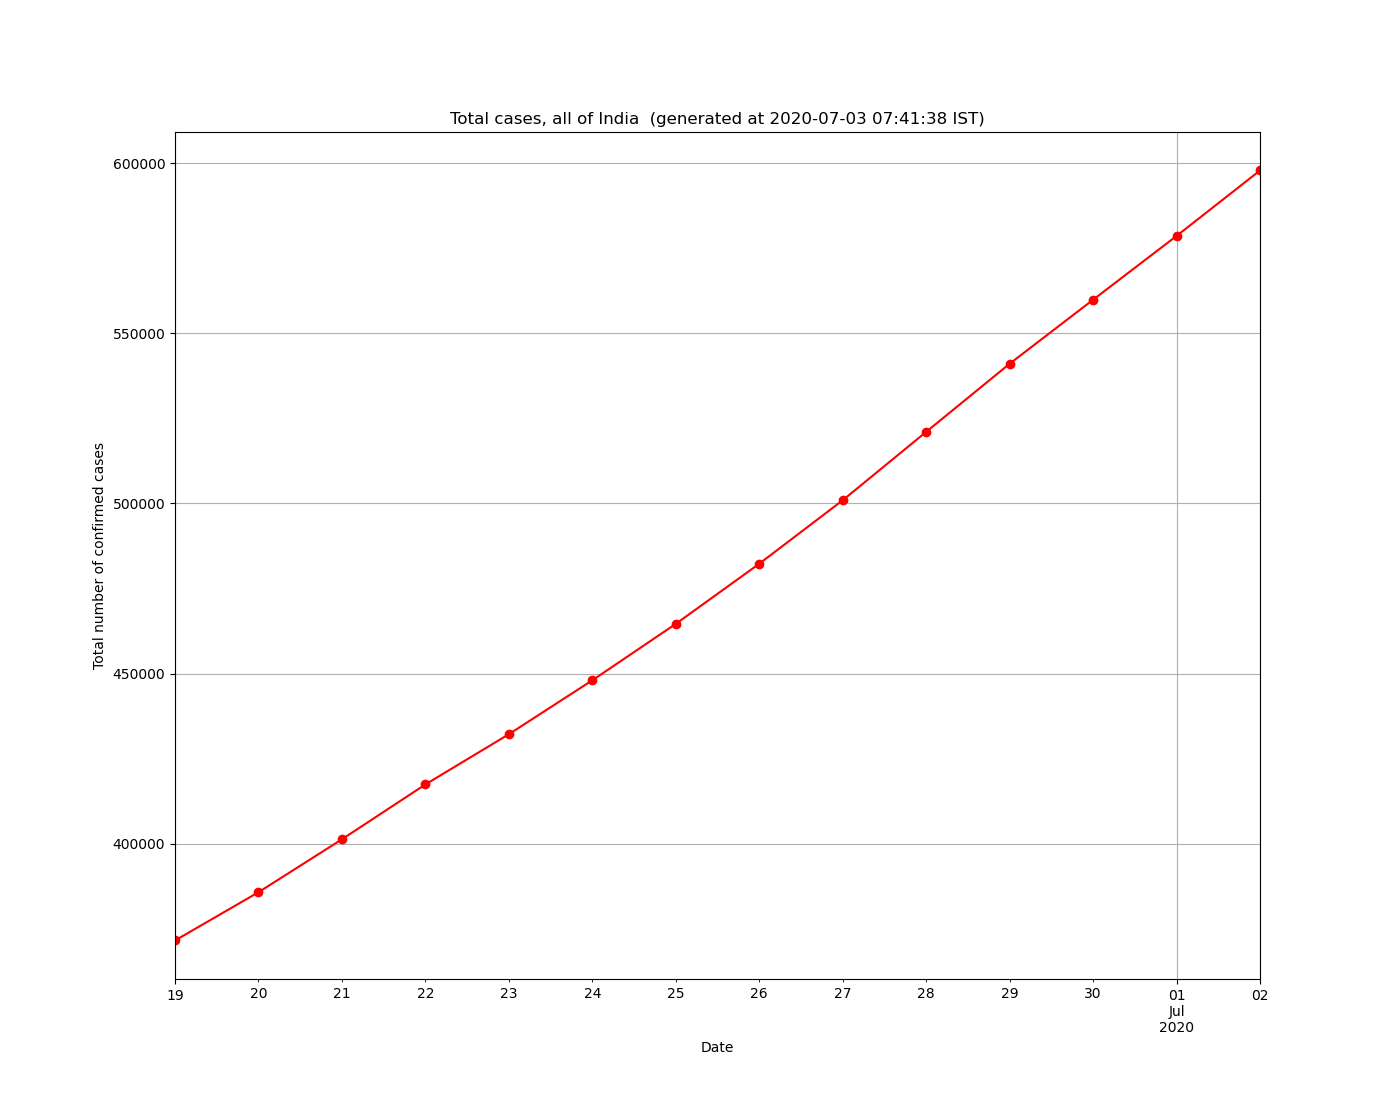 Total cases, all of India  (generated at 2020-07-03 07:41:38 IST)
600000
550000
500000
450000
400000
Total number of confirmed cases
19 20 21 22 23 24 25 26 27 28 29 30 01 02
Jul
2020
Date